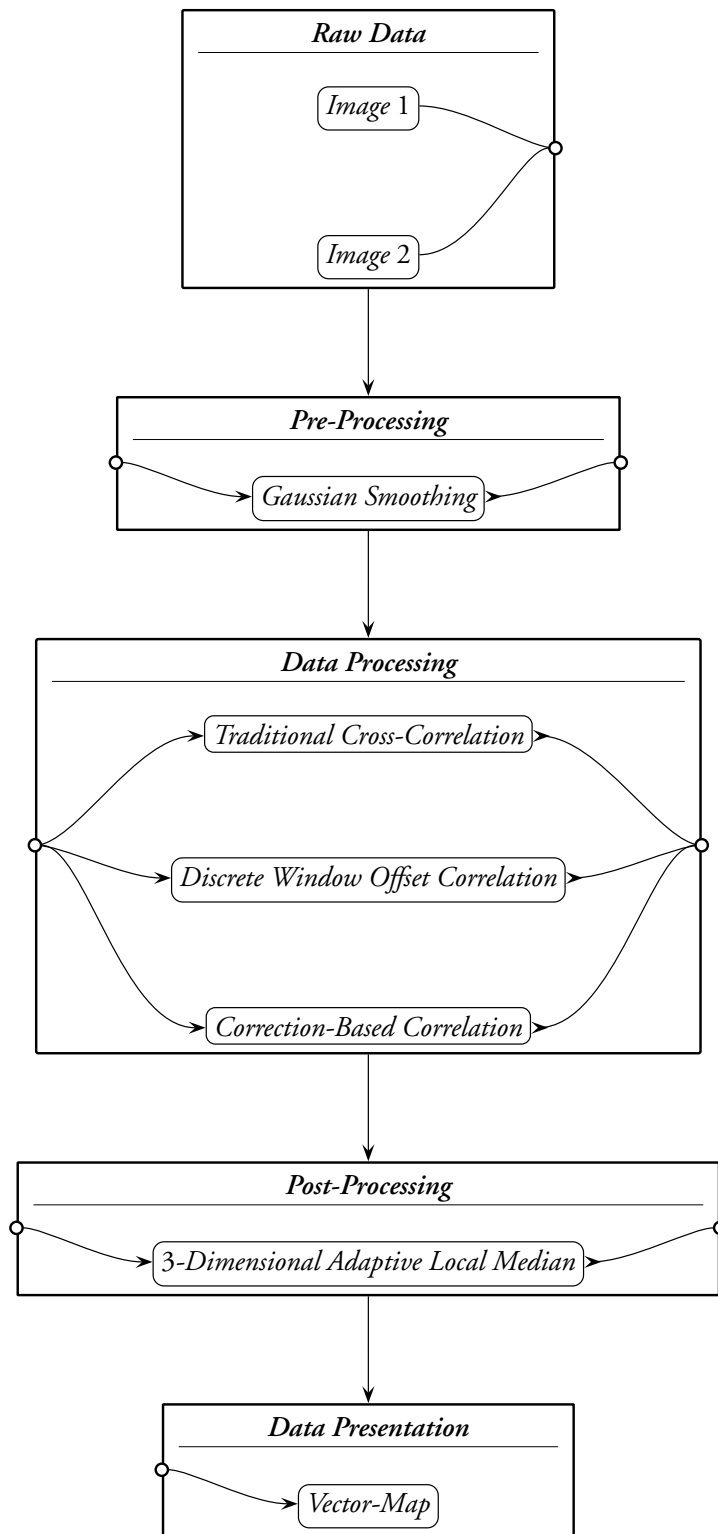 Raw Data
Image 1
Image 2
Pre-Processing
Gaussian Smoothing
Data Processing
Traditional Cross-Correlation
Discrete Window Offset Correlation
Correction-Based Correlation
Post-Processing
3-Dimensional Adaptive Local Median
Data Presentation
Vector-Map